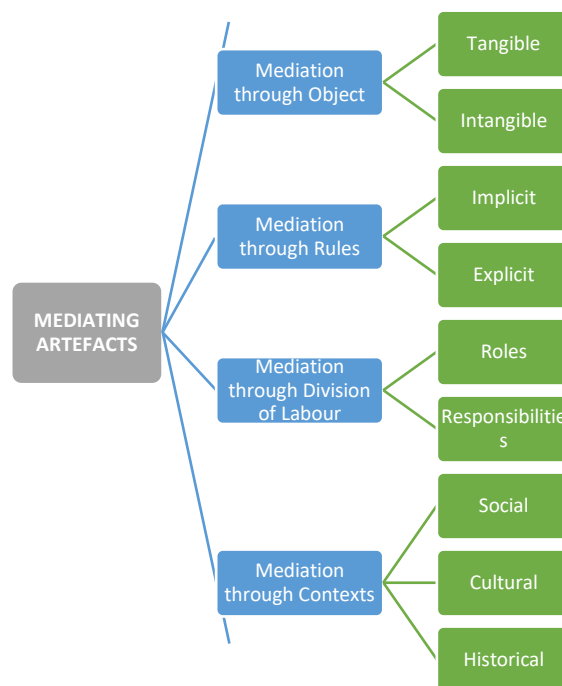 MEDIATING
ARTEFACTS
Mediation
through Object
Tangible
Intangible
Mediation
through Rules
Implicit
Explicit
Mediation
through Division
of Labour
Roles
Responsibilitie
s
Mediation
through Contexts
Social
Cultural
Historical